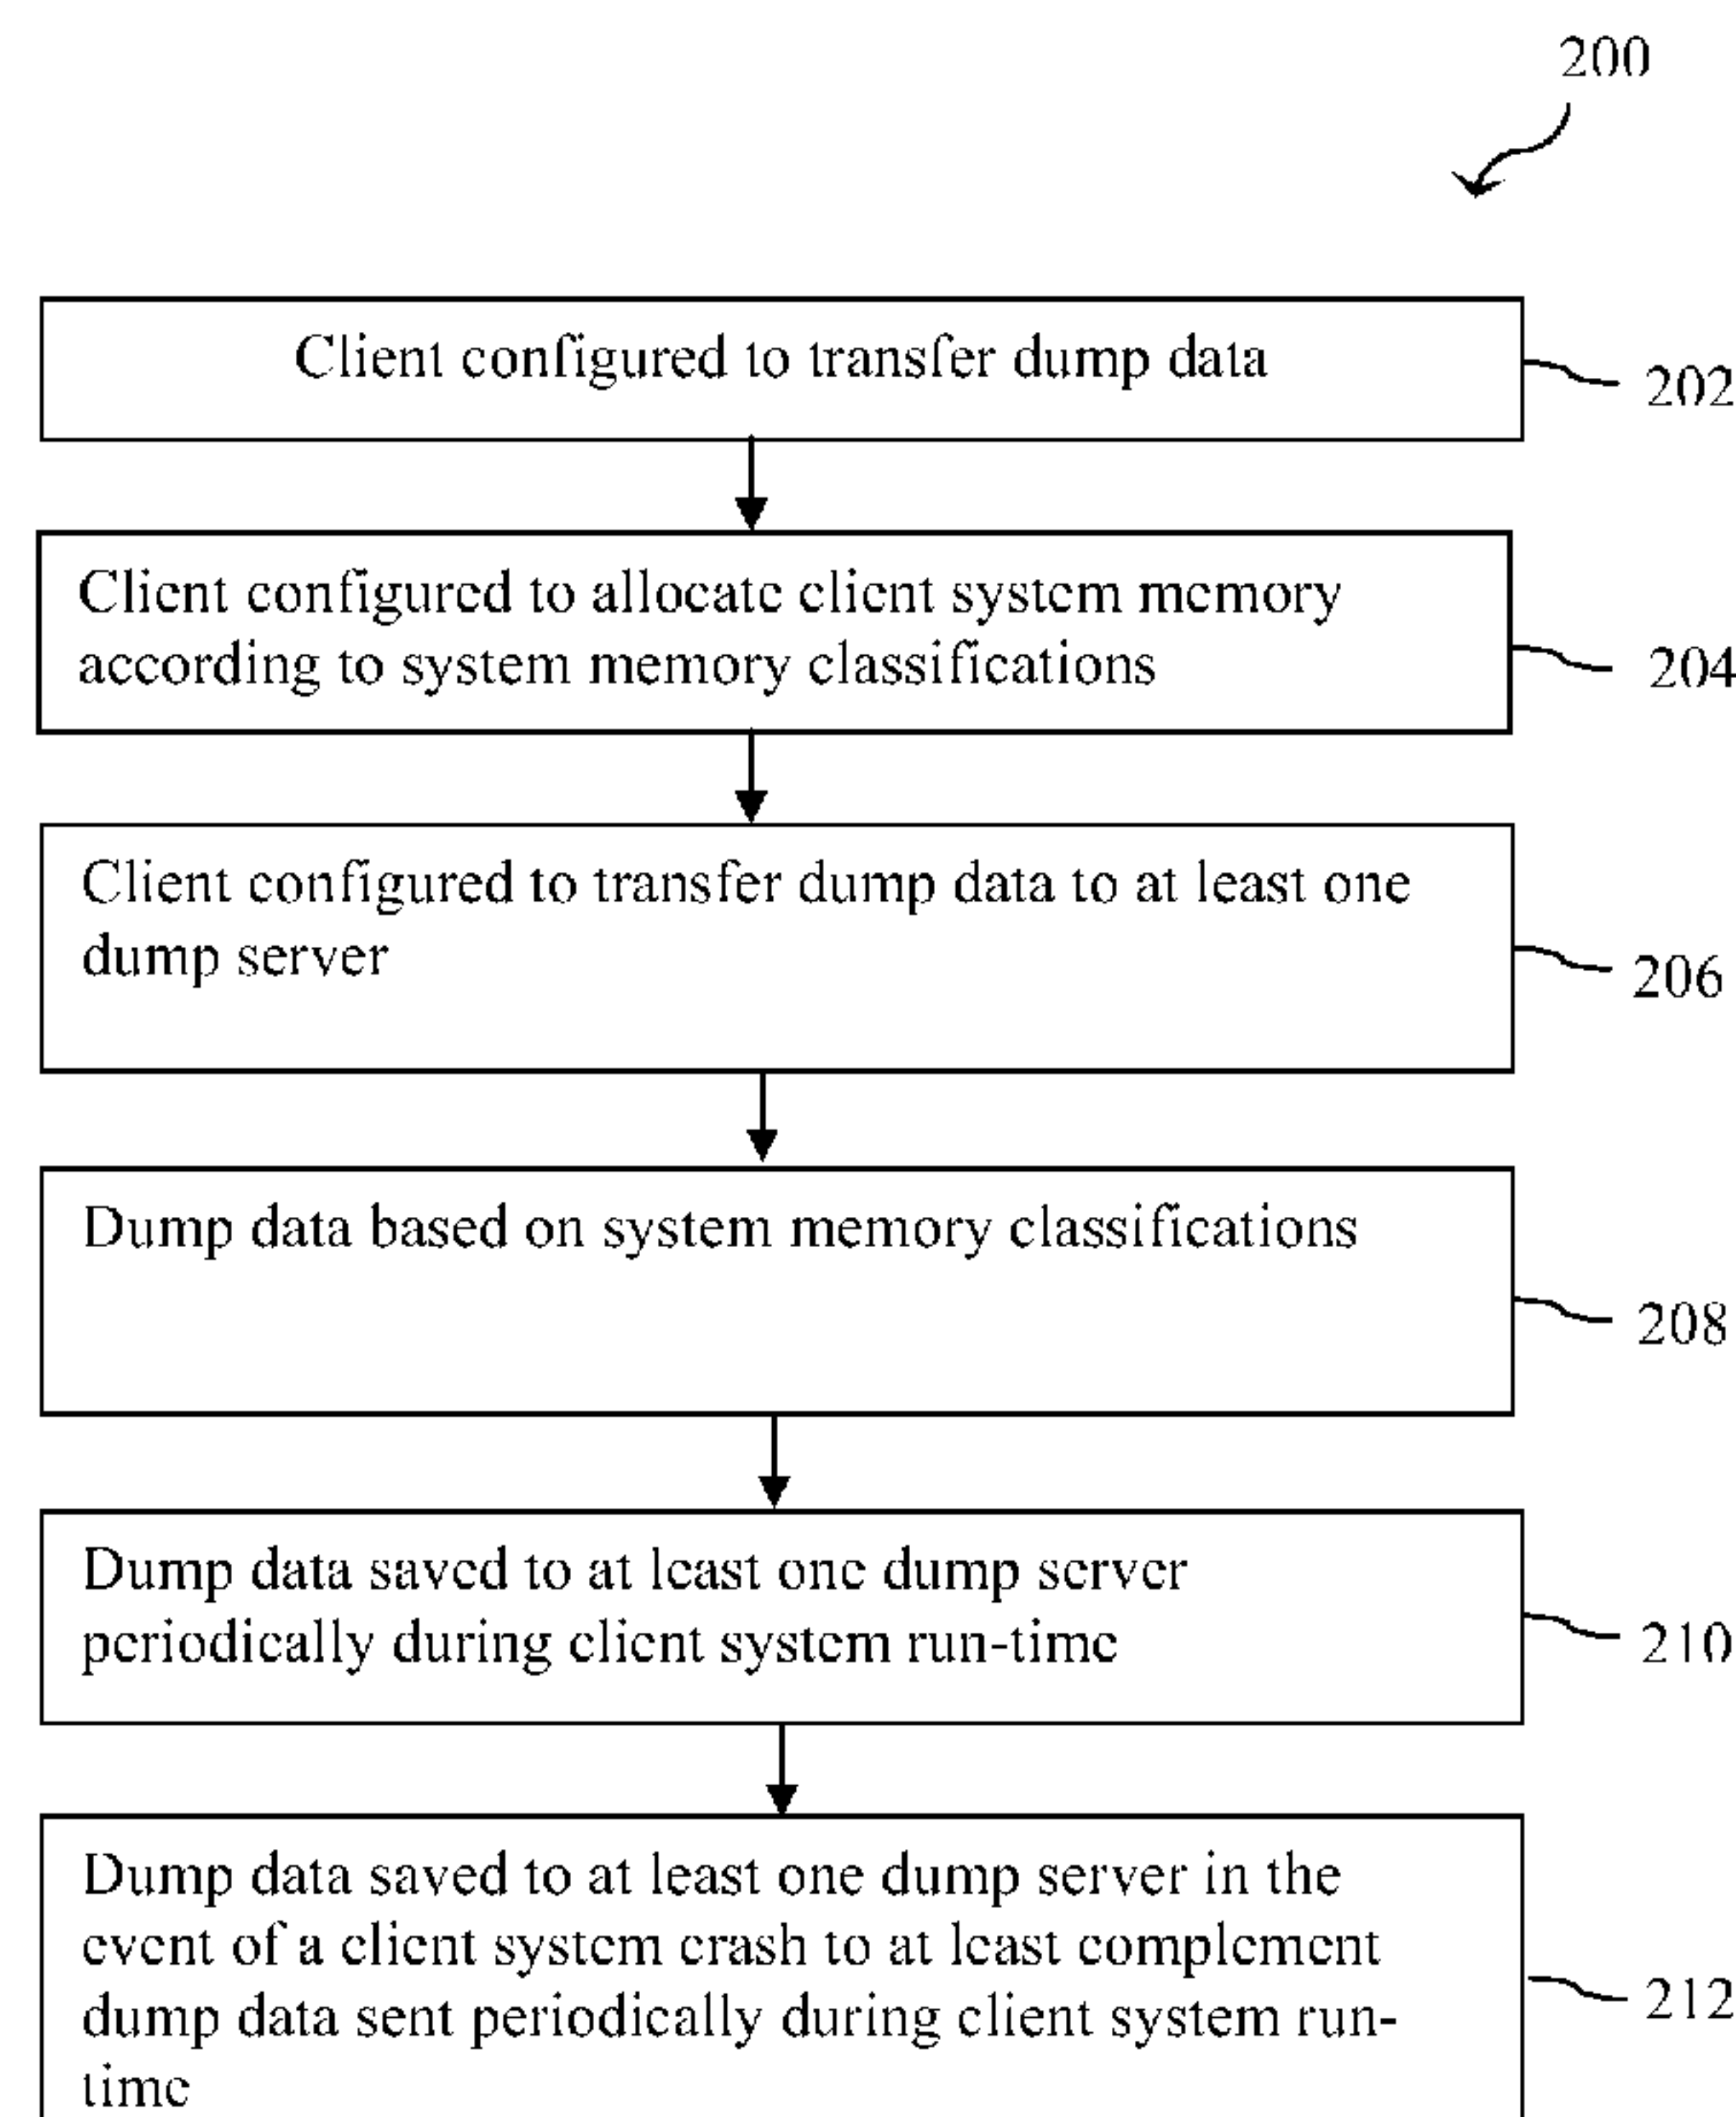 200
Client configured to transfer dump data
202
Client configured to allocate client system memory
according to system memory classifications
204
Client configured to transfer dump data to at least one
dump server
206
Dump data based on system memory classifications
208
Dump data saved to at least one dump server
periodically during client system run-time
210
Dump data saved to at least one dump server in the
event of a client system crash to at least complement
dump data sent periodically during client system run-
time
212